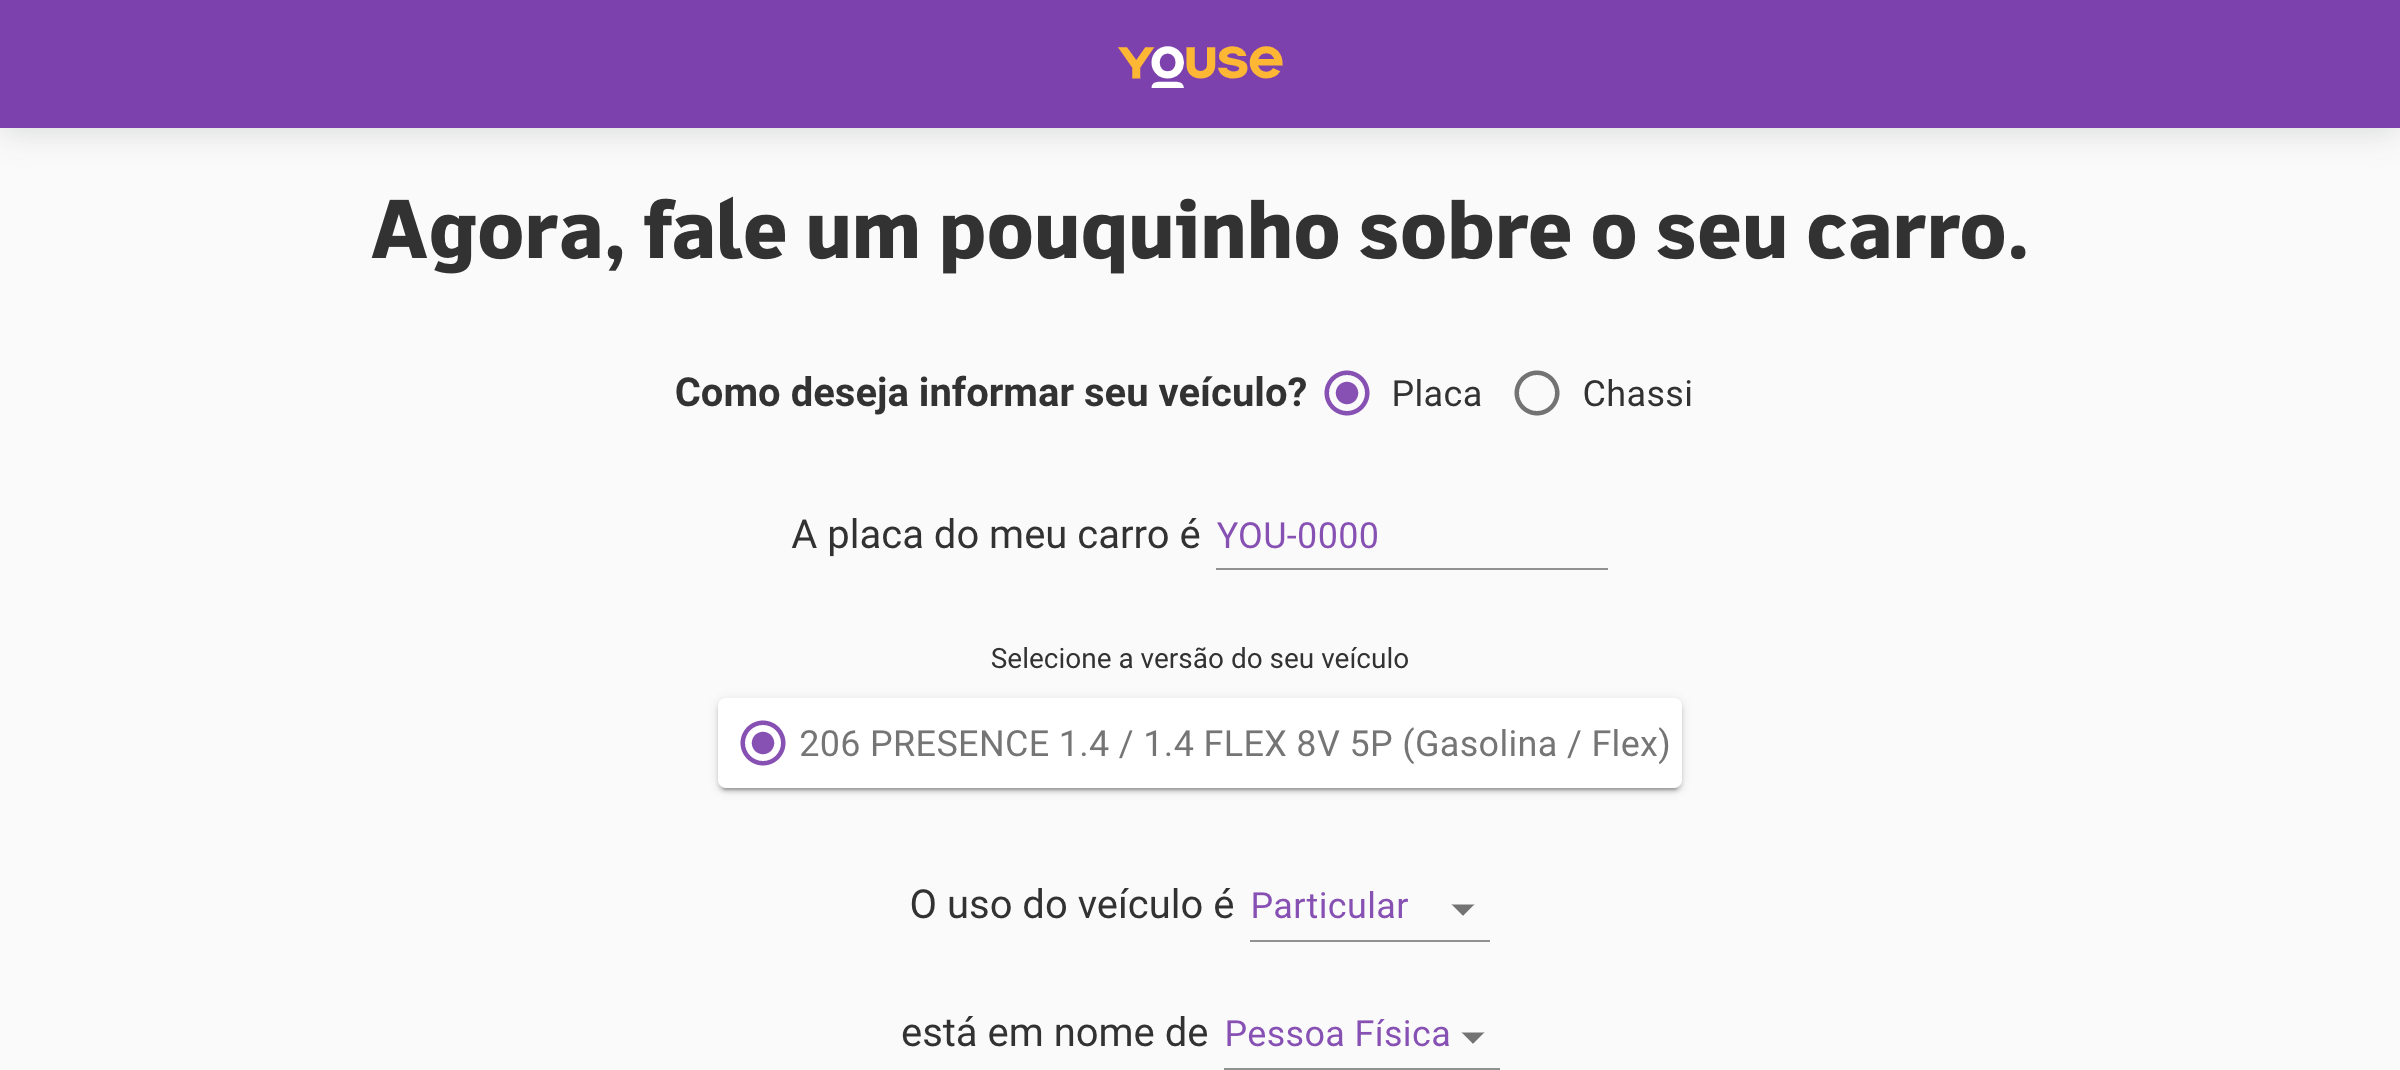 YOUSE
Agora, fale um pouquinho sobre o seu carro.
Como deseja informar seu veículo? Placa Chassi
A placa do meu carro é YOU-0000
Selecione a versão do seu veículo
206 PRESENCE 1.4 / 1.4 FLEX 8V 5P (Gasolina / Flex)
O uso do veículo é Particular
está em nome de Pessoa Física